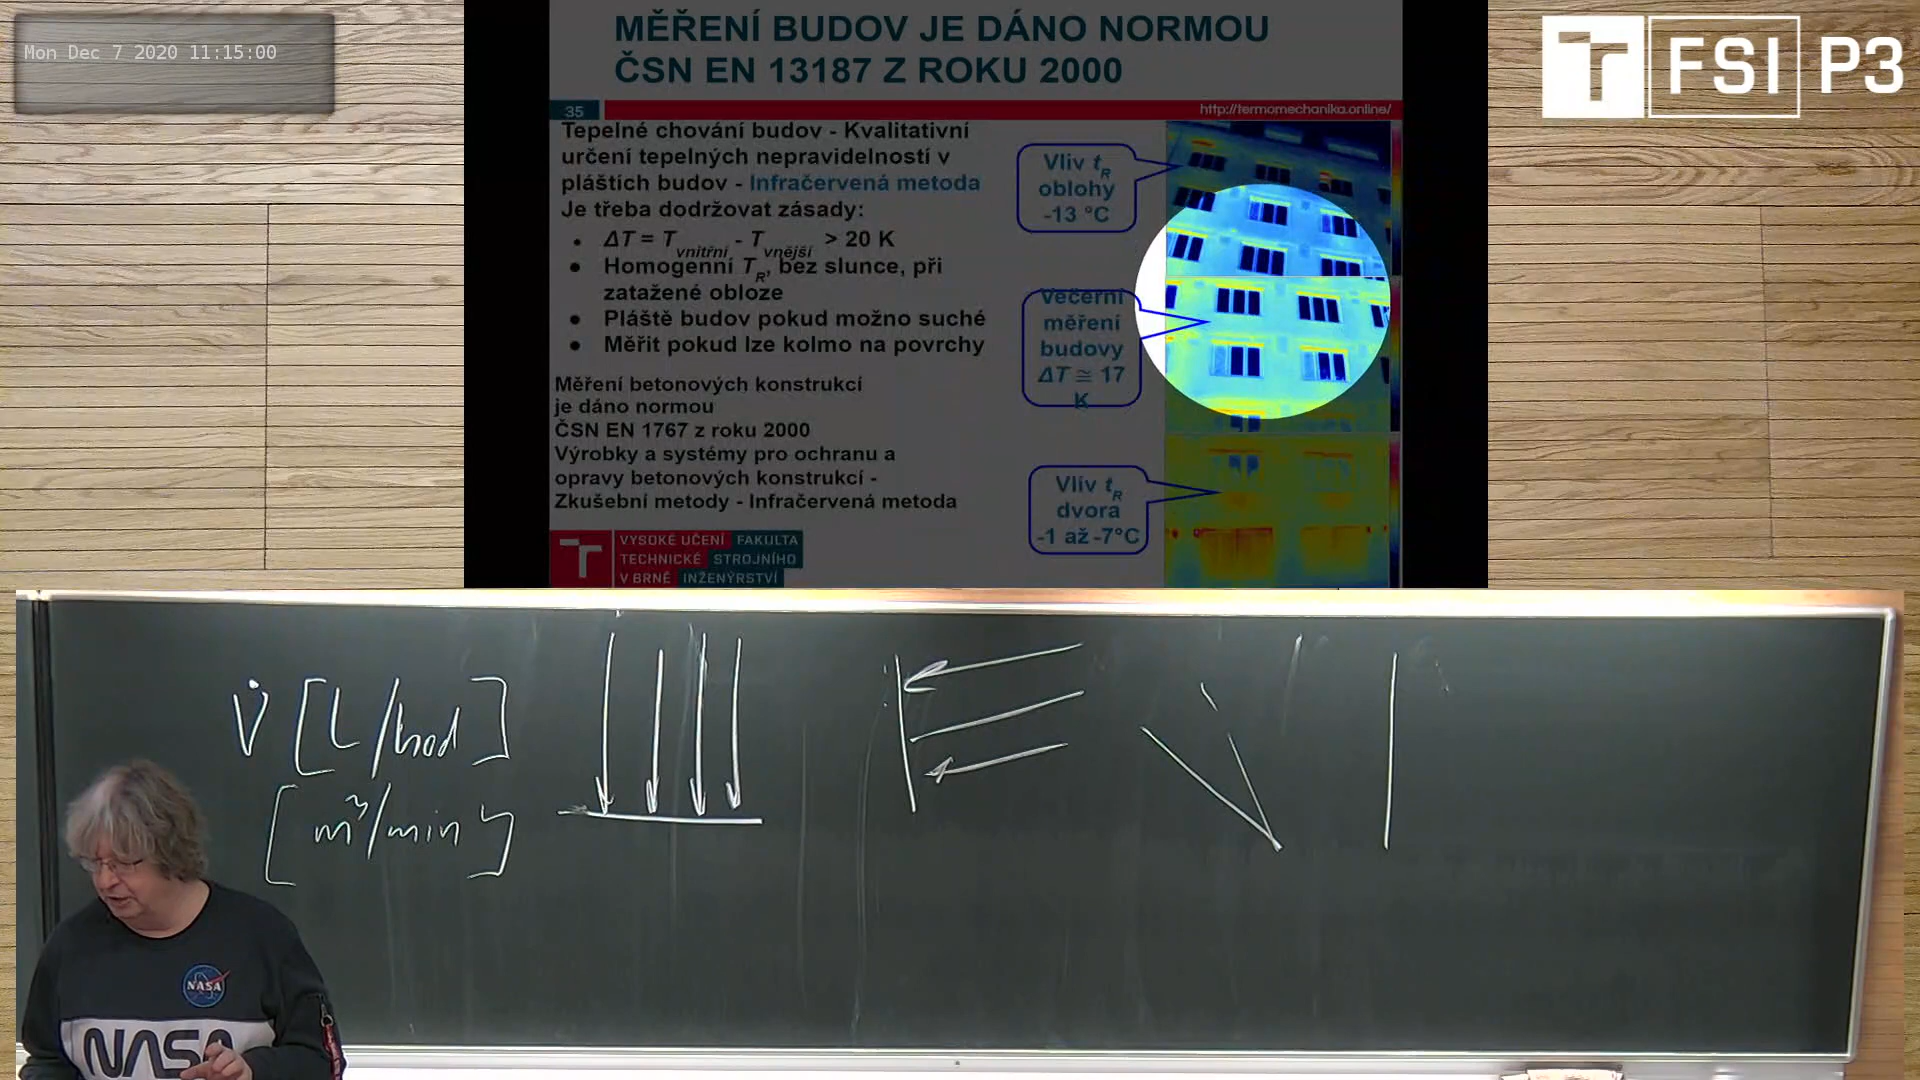 Mon Dec 7 2020 11:15:00
MĚŘENÍ BUDOV JE DÁNO NORMOU
ČSN EN 13187 Z ROKU 2000
FSI P3
35
http://termomechanika.online/
Tepelné chování budov - Kvalitativní
určení tepelných nepravidelností v
pláštích budov - Infračervená metoda
Je třeba dodržovat zásady:
• ΔT = Tvnitřní - Tvnější > 20 K
• Homogenní TR, bez slunce, při
zatažené obloze
• Pláště budov pokud možno suché
• Měřit pokud lze kolmo na povrchy
Měření betonových konstrukcí
je dáno normou
ČSN EN 1767 z roku 2000
Výrobky a systémy pro ochranu a
opravy betonových konstrukcí -
Zkušební metody - Infračervená metoda
Vliv tR
oblohy
-13 °C
Večerní
měření
budovy
ΔT ≅ 17
K
Vliv tR
dvora
-1 až -7°C
VYSOKÉ UČENÍ FAKULTA
TECHNICKÉ STROJNÍHO
V BRNĚ INŽENÝRSTVÍ
V̇ [L/hod]
[m³/min]
NASA
NASA